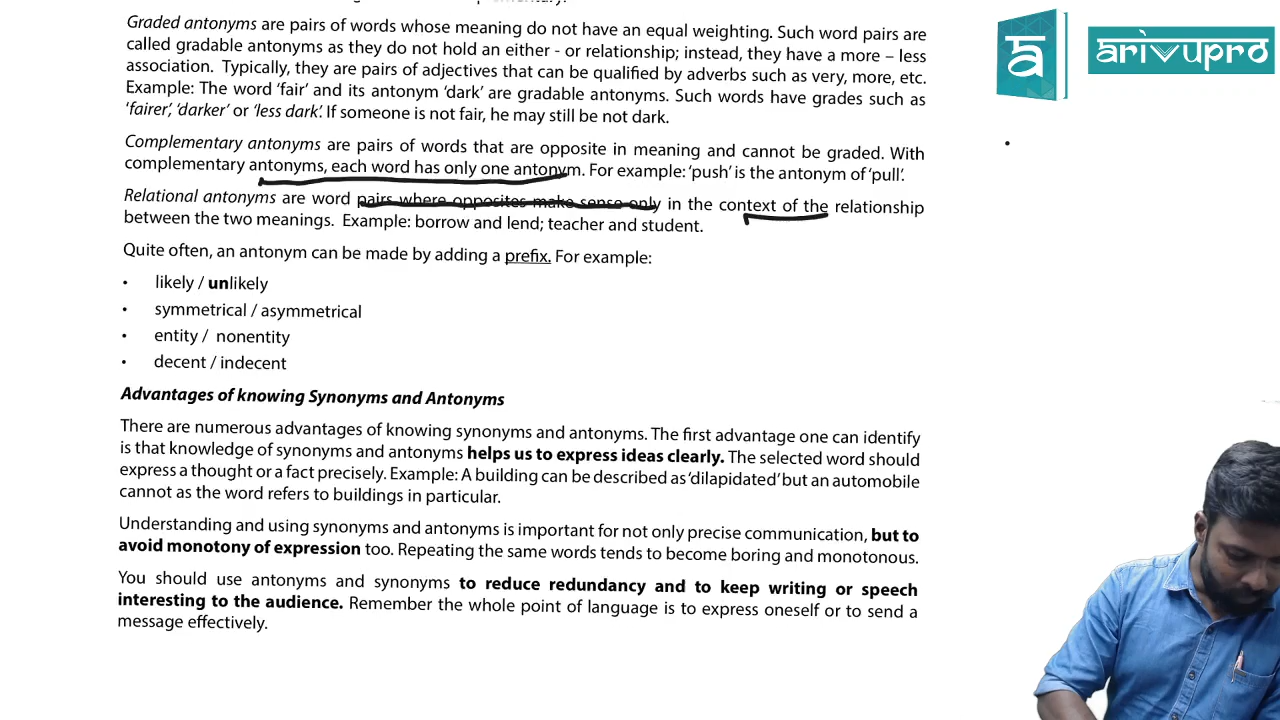 Graded antonyms are pairs of words whose meaning do not have an equal weighting. Such word pairs are
called gradable antonyms as they do not hold an either - or relationship; instead, they have a more – less
association. Typically, they are pairs of adjectives that can be qualified by adverbs such as very, more, etc.
Example: The word ‘fair’ and its antonym ‘dark’ are gradable antonyms. Such words have grades such as
‘fairer’, ‘darker’ or ‘less dark’. If someone is not fair, he may still be not dark.
Complementary antonyms are pairs of words that are opposite in meaning and cannot be graded. With
complementary antonyms, each word has only one antonym. For example: ‘push’ is the antonym of ‘pull’.
Relational antonyms are word pairs where opposites make sense only in the context of the relationship
between the two meanings. Example: borrow and lend; teacher and student.
Quite often, an antonym can be made by adding a prefix. For example:
• likely / unlikely
• symmetrical / asymmetrical
• entity / nonentity
• decent / indecent
Advantages of knowing Synonyms and Antonyms
There are numerous advantages of knowing synonyms and antonyms. The first advantage one can identify
is that knowledge of synonyms and antonyms helps us to express ideas clearly. The selected word should
express a thought or a fact precisely. Example: A building can be described as ‘dilapidated’ but an automobile
cannot as the word refers to buildings in particular.
Understanding and using synonyms and antonyms is important for not only precise communication, but to
avoid monotony of expression too. Repeating the same words tends to become boring and monotonous.
You should use antonyms and synonyms to reduce redundancy and to keep writing or speech
interesting to the audience. Remember the whole point of language is to express oneself or to send a
message effectively.
arivupro